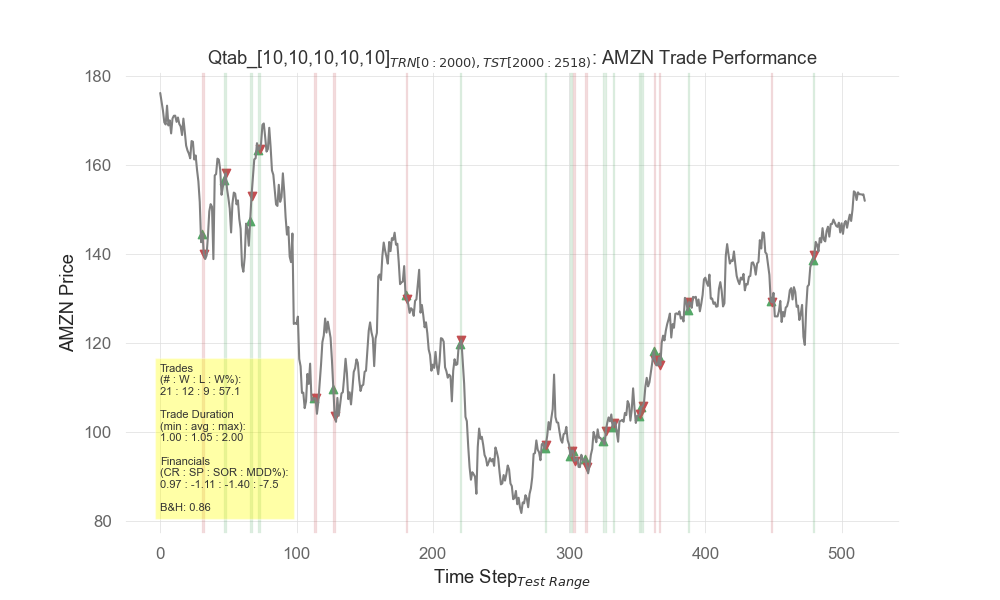 Qtab_[10,10,10,10,10]TRN[0 : 2000), TST[2000 : 2518): AMZN Trade Performance
180
160
140
120
100
80
AMZN Price
Trades
(# : W : L : W%):
21 : 12 : 9 : 57.1
Trade Duration
(min : avg : max):
1.00 : 1.05 : 2.00
Financials
(CR : SP : SOR : MDD%):
0.97 : -1.11 : -1.40 : -7.5
B&H: 0.86
0 100 200 300 400 500
Time StepTest Range